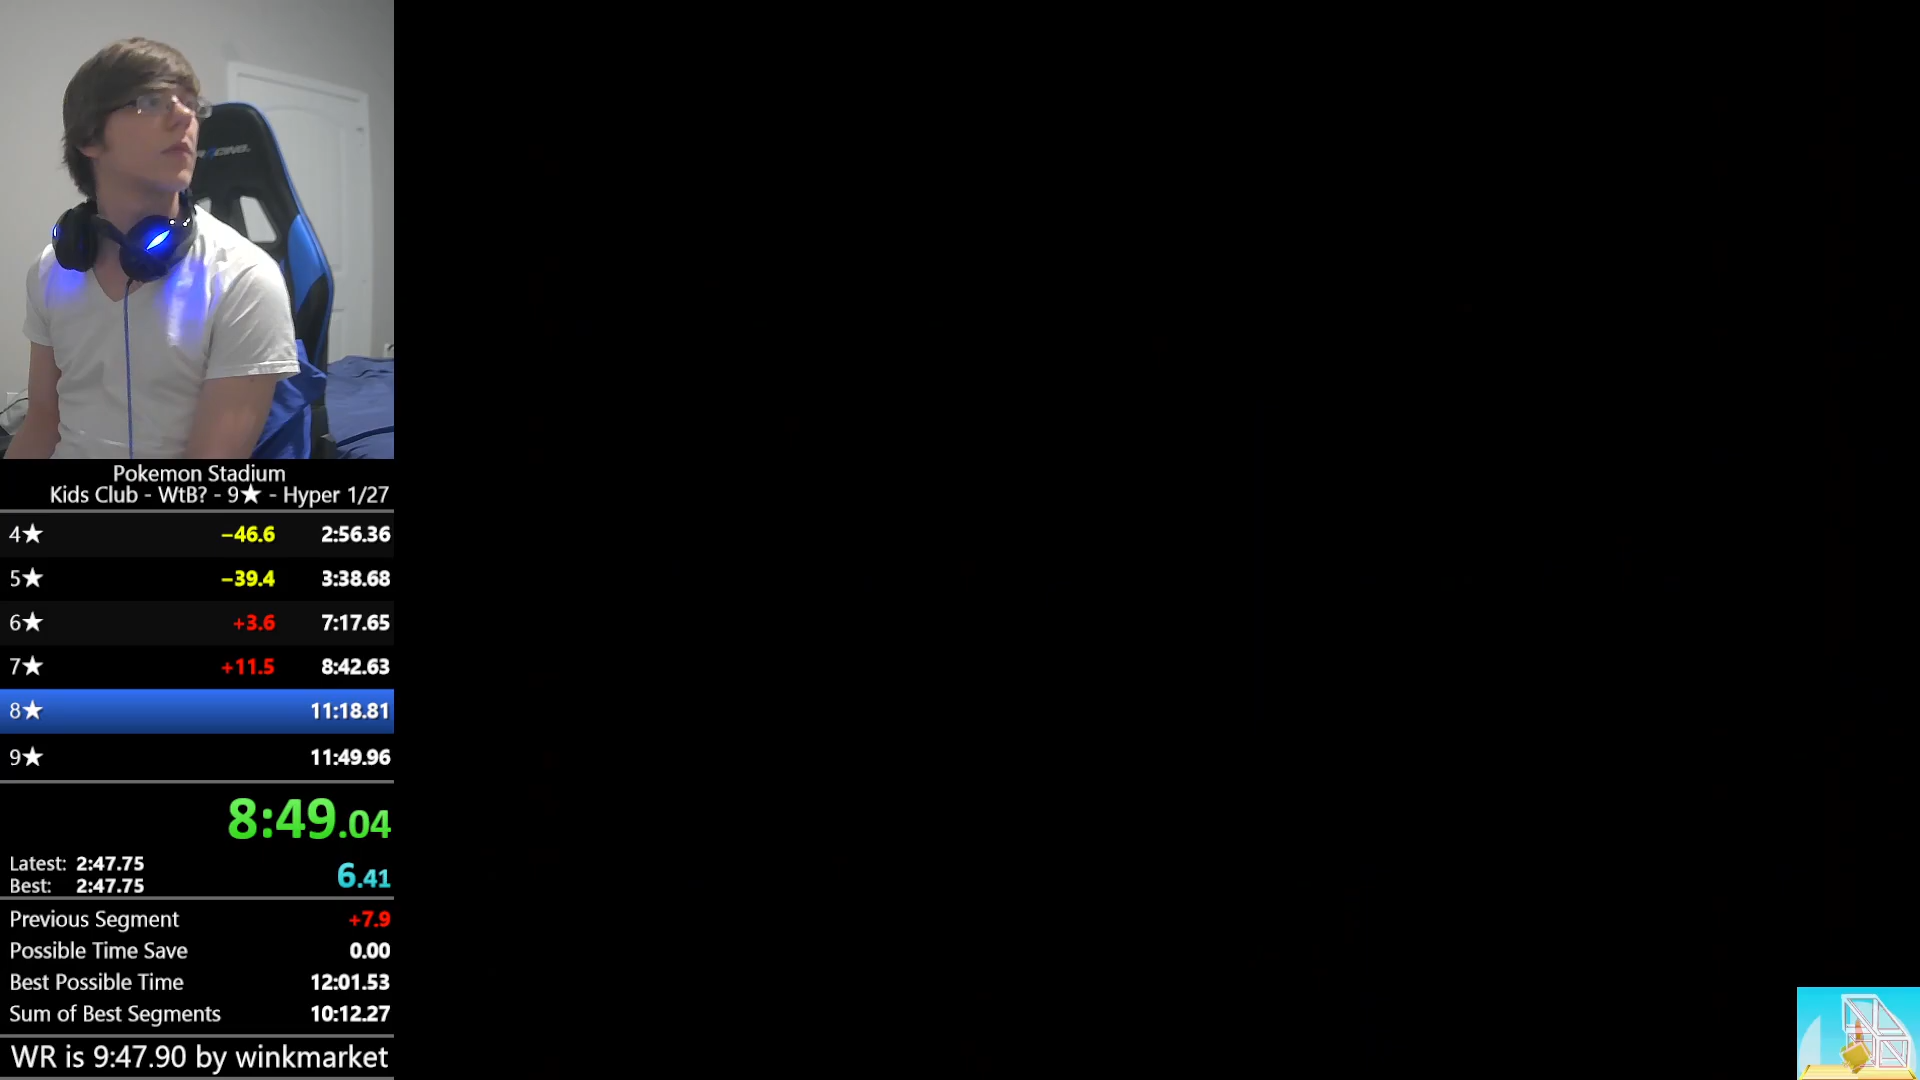 Pokemon Stadium
Kids Club - WtB? - 9★ - Hyper 1/27
4★ −46.6 2:56.36
5★ −39.4 3:38.68
6★ +3.6 7:17.65
7★ +11.5 8:42.63
8★ 11:18.81
9★ 11:49.96
8:49.04
Latest: 2:47.75
Best: 2:47.75
6.41
Previous Segment +7.9
Possible Time Save 0.00
Best Possible Time 12:01.53
Sum of Best Segments 10:12.27
WR is 9:47.90 by winkmarket